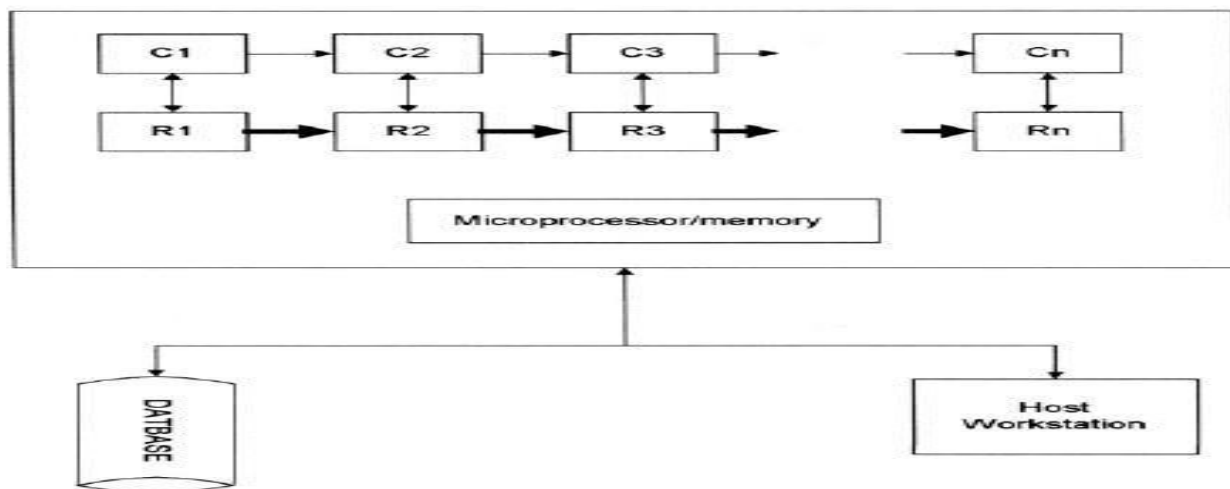 C1 C2 C3 Cn
R1 R2 R3 Rn
Microprocessor/memory
DATBASE
Host
Workstation